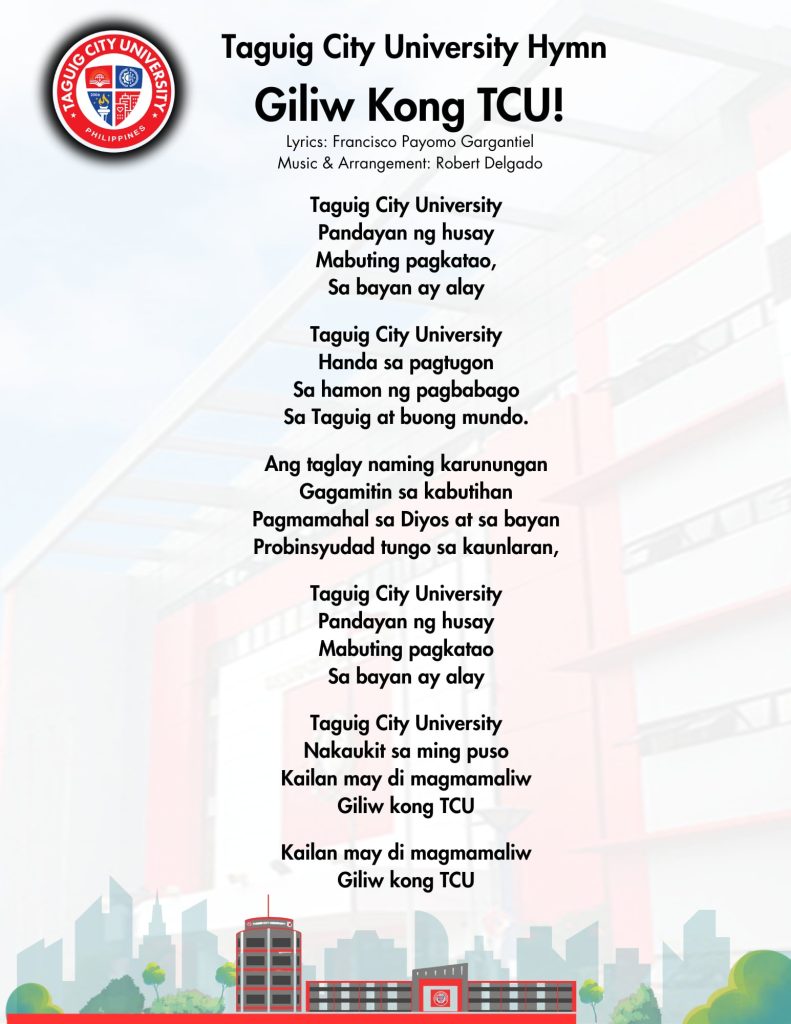 TAGUIG CITY UNIVERSITY
2006
PHILIPPINES
Taguig City University Hymn
Giliw Kong TCU!
Lyrics: Francisco Payomo Gargantiel
Music & Arrangement: Robert Delgado
Taguig City University
Pandayan ng husay
Mabuting pagkatao,
Sa bayan ay alay
Taguig City University
Handa sa pagtugon
Sa hamon ng pagbabago
Sa Taguig at buong mundo.
Ang taglay naming karunungan
Gagamitin sa kabutihan
Pagmamahal sa Diyos at sa bayan
Probinsyudad tungo sa kaunlaran,
Taguig City University
Pandayan ng husay
Mabuting pagkatao
Sa bayan ay alay
Taguig City University
Nakaukit sa ming puso
Kailan may di magmamaliw
Giliw kong TCU
Kailan may di magmamaliw
Giliw kong TCU